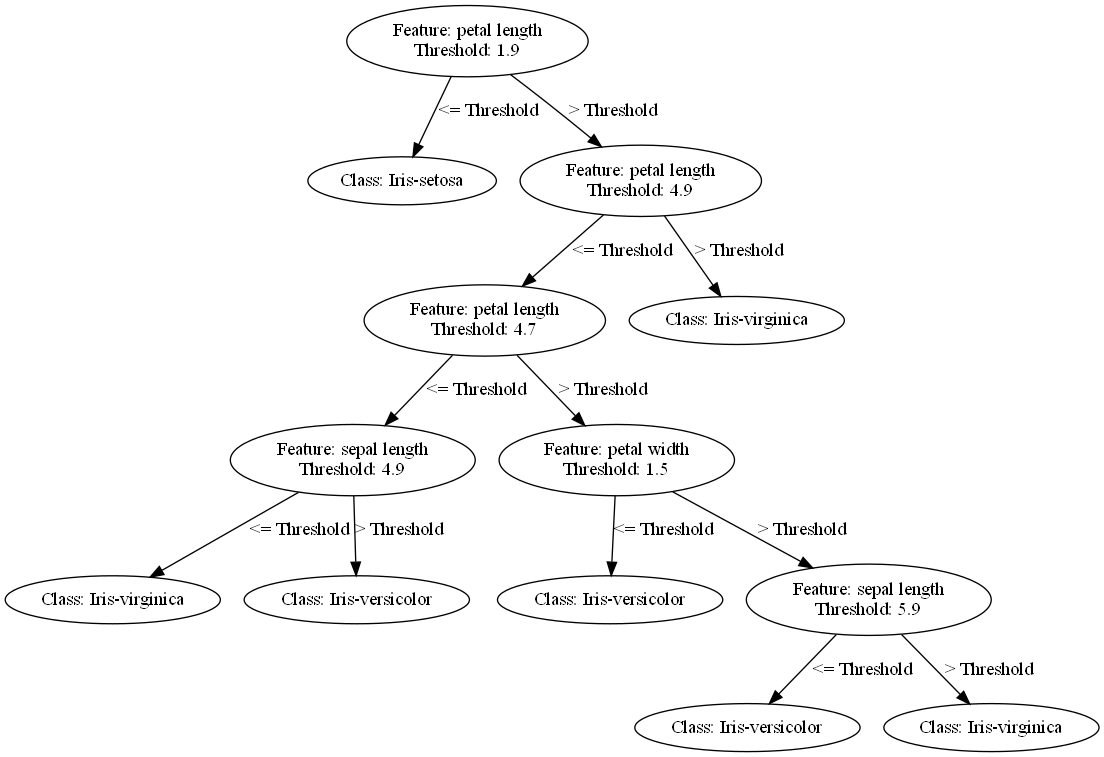 Feature: petal length
Threshold: 1.9
<= Threshold
> Threshold
Class: Iris-setosa
Feature: petal length
Threshold: 4.9
<= Threshold
> Threshold
Feature: petal length
Threshold: 4.7
Class: Iris-virginica
<= Threshold
> Threshold
Feature: sepal length
Threshold: 4.9
Feature: petal width
Threshold: 1.5
<= Threshold
> Threshold
<= Threshold
> Threshold
Class: Iris-virginica
Class: Iris-versicolor
Class: Iris-versicolor
Feature: sepal length
Threshold: 5.9
<= Threshold
> Threshold
Class: Iris-versicolor
Class: Iris-virginica